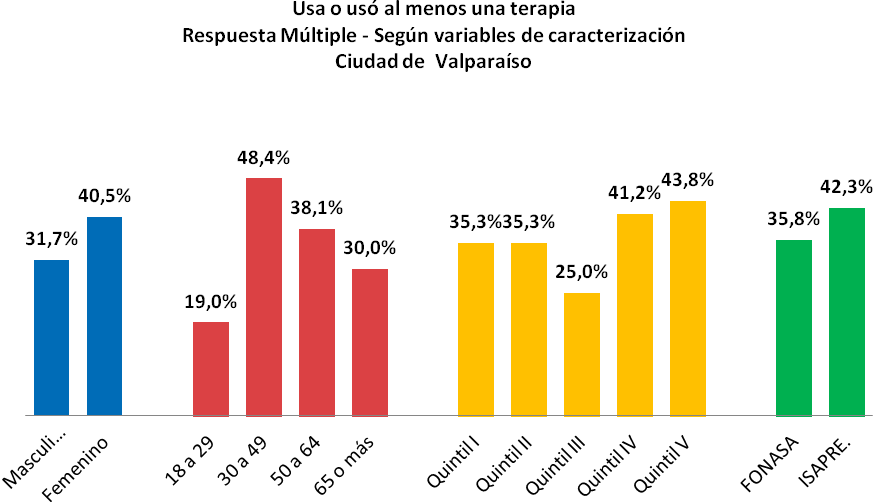 Usa o usó al menos una terapia
Respuesta Múltiple - Según variables de caracterización
Ciudad de  Valparaíso
31,7%
40,5%
19,0%
48,4%
38,1%
30,0%
35,3%
35,3%
25,0%
41,2%
43,8%
35,8%
42,3%
Masculi...
Femenino
18 a 29
30 a 49
50 a 64
65 o más
Quintil I
Quintil II
Quintil III
Quintil IV
Quintil V
FONASA
ISAPRE.